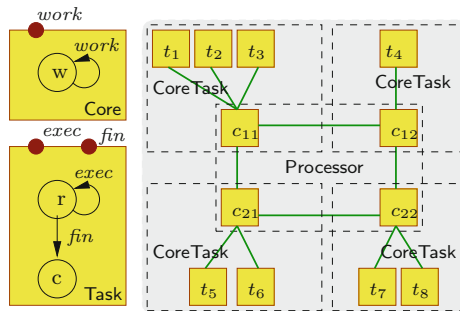 work
work
w
Core
exec
fin
exec
r
fin
c
Task
t1 t2 t3 t4
CoreTask CoreTask
c11 c12
Processor
c21 c22
CoreTask CoreTask
t5 t6 t7 t8